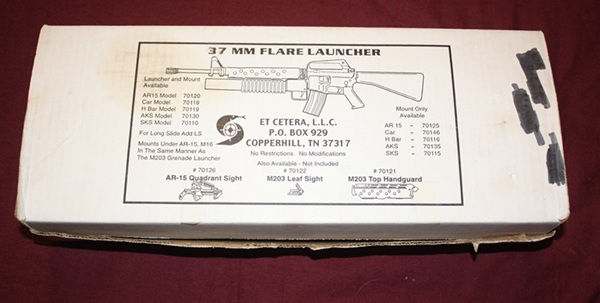 37 MM FLARE LAUNCHER
Launcher and Mount
Available
AR15 Model 70120
Car Model 70118
H Bar Model 70119
AKS Model 70130
SKS Model 70110
For Long Skide Add LS
Mounts Under AR-15, M16
In The Same Manner As
The M203 Grenade Launcher
ET CETERA, L.L.C.
P.O. BOX 929
COPPERHILL, TN 37317
No Restrictions No Modifications
Also Available - Not Included
Mount Only
Available
AR 15 - 70125
Car - 70146
H Bar - 70116
AKS - 70135
SKS - 70115
# 70126
AR-15 Quadrant Sight
# 70122
M203 Leaf Sight
# 70121
M203 Top Handguard